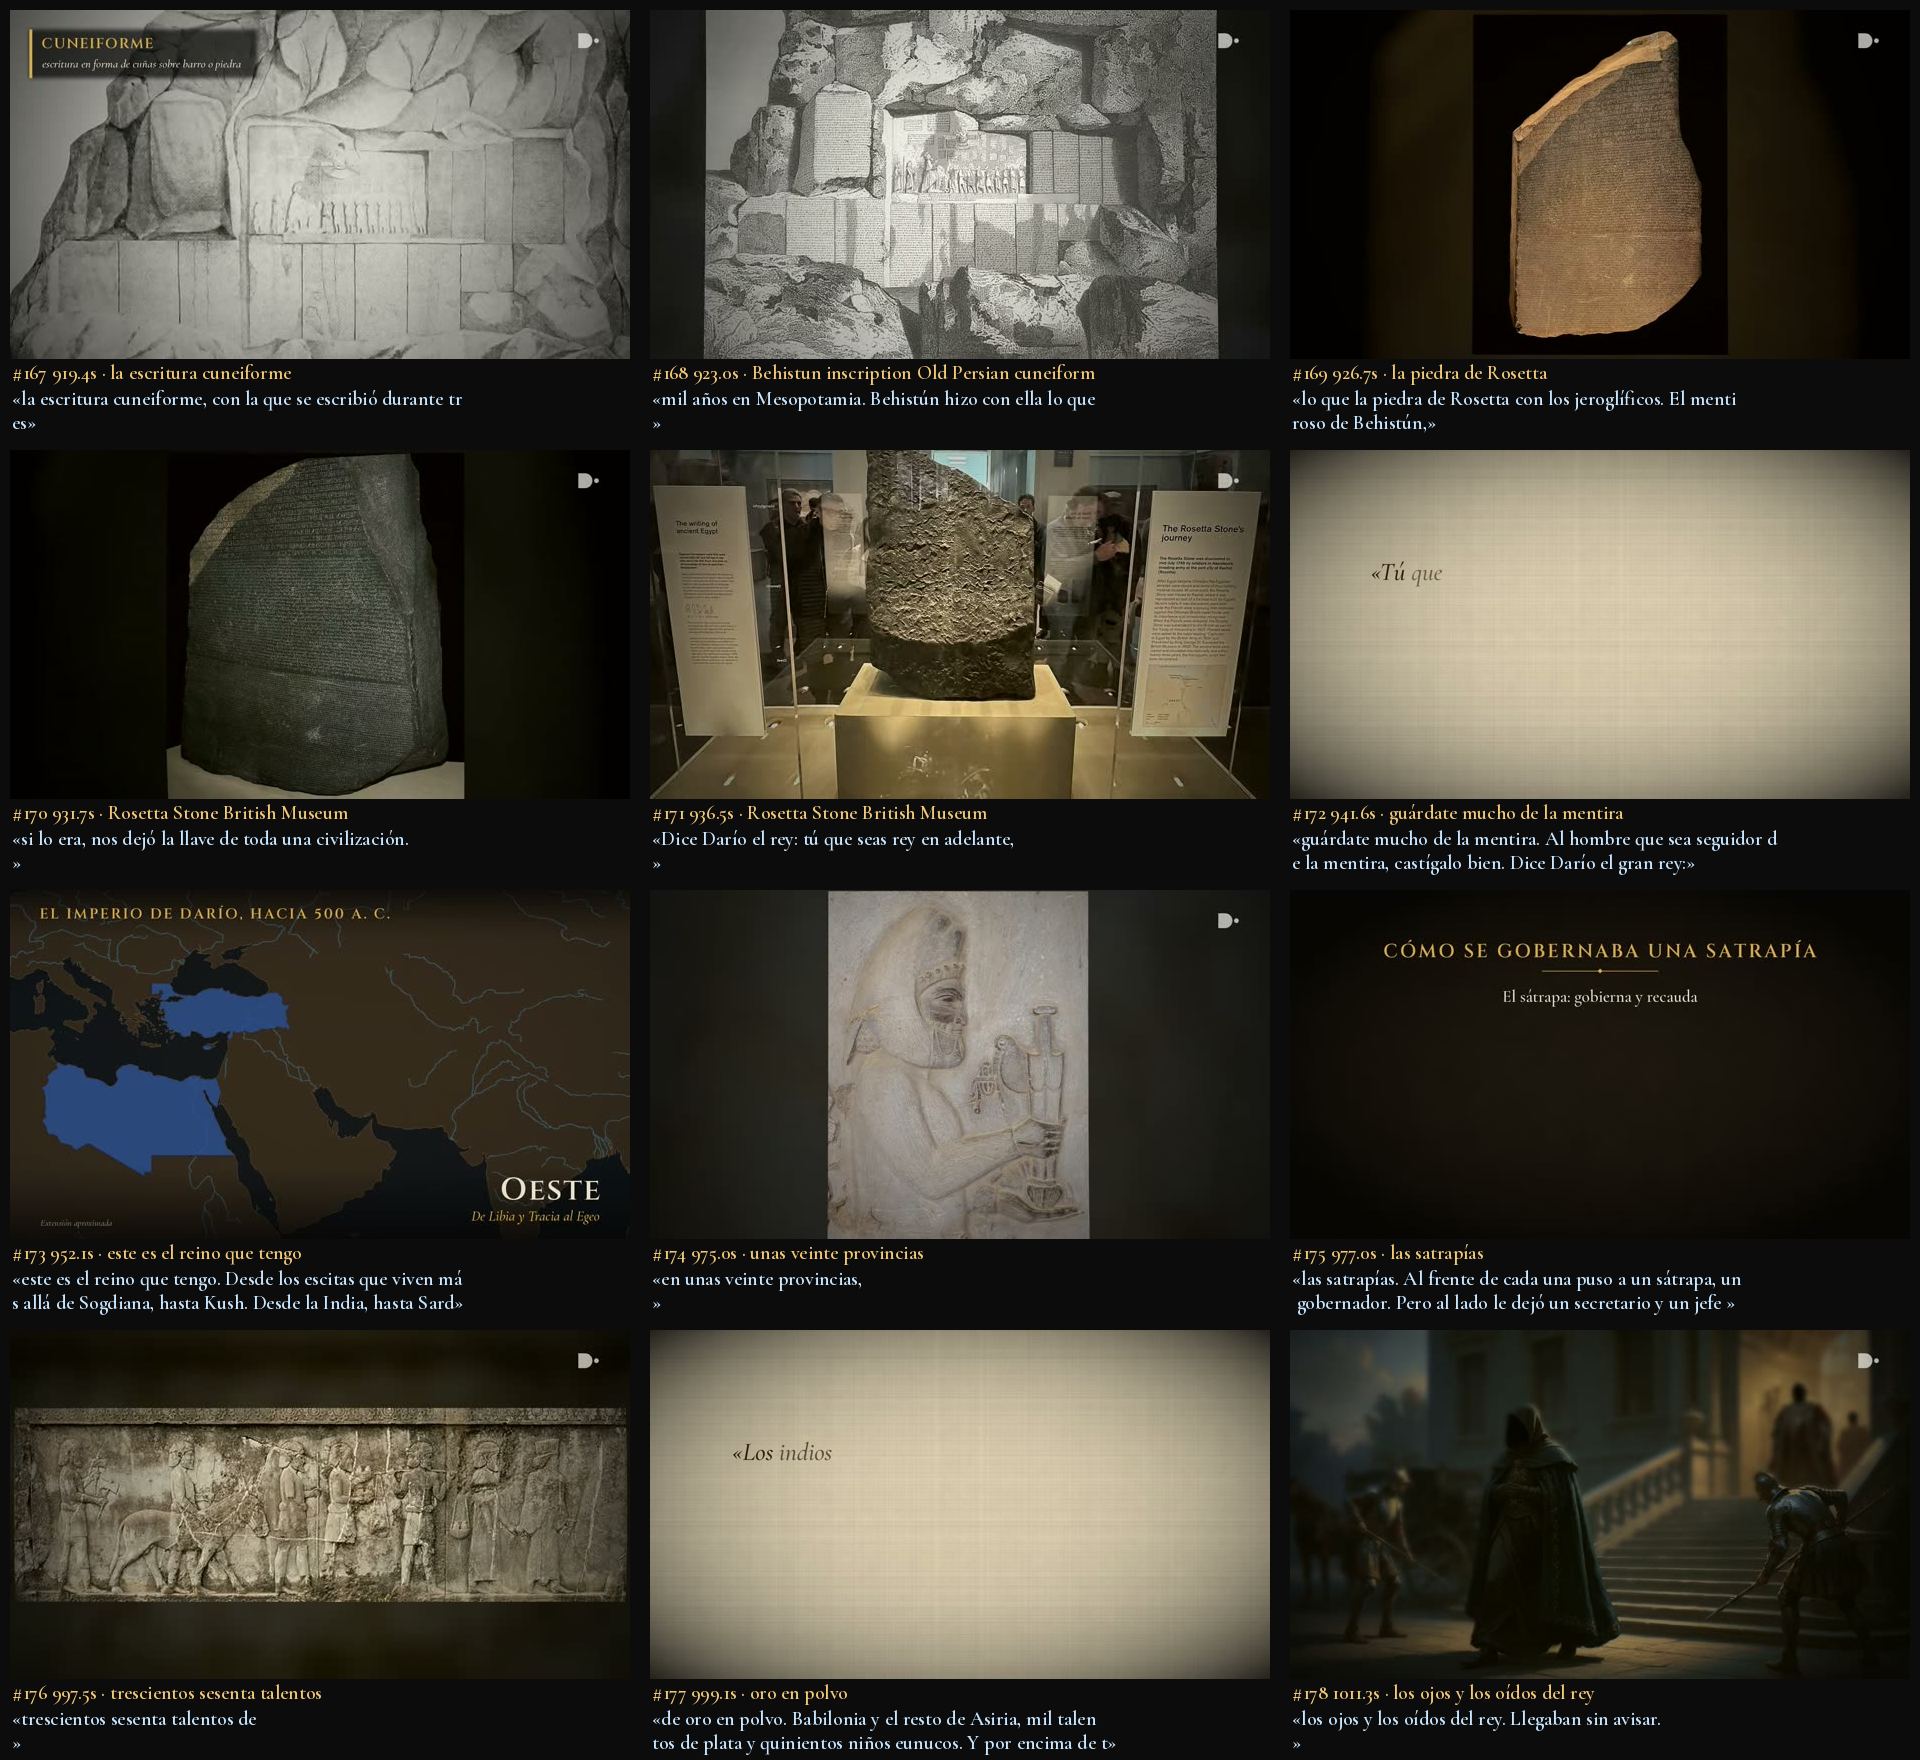 CUNEIFORME
escritura en forma de cuñas sobre barro o piedra
#167 919.4s · la escritura cuneiforme
«la escritura cuneiforme, con la que se escribió durante tr
es»
#168 923.0s · Behistun inscription Old Persian cuneiform
«mil años en Mesopotamia. Behistún hizo con ella lo que
»
#169 926.7s · la piedra de Rosetta
«lo que la piedra de Rosetta con los jeroglíficos. El menti
roso de Behistún,»
#170 931.7s · Rosetta Stone British Museum
«si lo era, nos dejó la llave de toda una civilización.
»
The writing of
ancient Egypt
The Rosetta Stone's
journey
#171 936.5s · Rosetta Stone British Museum
«Dice Darío el rey: tú que seas rey en adelante,
»
«Tú que
#172 941.6s · guárdate mucho de la mentira
«guárdate mucho de la mentira. Al hombre que sea seguidor d
e la mentira, castígalo bien. Dice Darío el gran rey:»
EL IMPERIO DE DARÍO, HACIA 500 A. C.
OESTE
De Libia y Tracia al Egeo
Extensión aproximada
#173 952.1s · este es el reino que tengo
«este es el reino que tengo. Desde los escitas que viven má
s allá de Sogdiana, hasta Kush. Desde la India, hasta Sard»
#174 975.0s · unas veinte provincias
«en unas veinte provincias,
»
CÓMO SE GOBERNABA UNA SATRAPÍA
El sátrapa: gobierna y recauda
#175 977.0s · las satrapías
«las satrapías. Al frente de cada una puso a un sátrapa, un
gobernador. Pero al lado le dejó un secretario y un jefe »
#176 997.5s · trescientos sesenta talentos
«trescientos sesenta talentos de
»
«Los indios
#177 999.1s · oro en polvo
«de oro en polvo. Babilonia y el resto de Asiria, mil talen
tos de plata y quinientos niños eunucos. Y por encima de t»
#178 1011.3s · los ojos y los oídos del rey
«los ojos y los oídos del rey. Llegaban sin avisar.
»